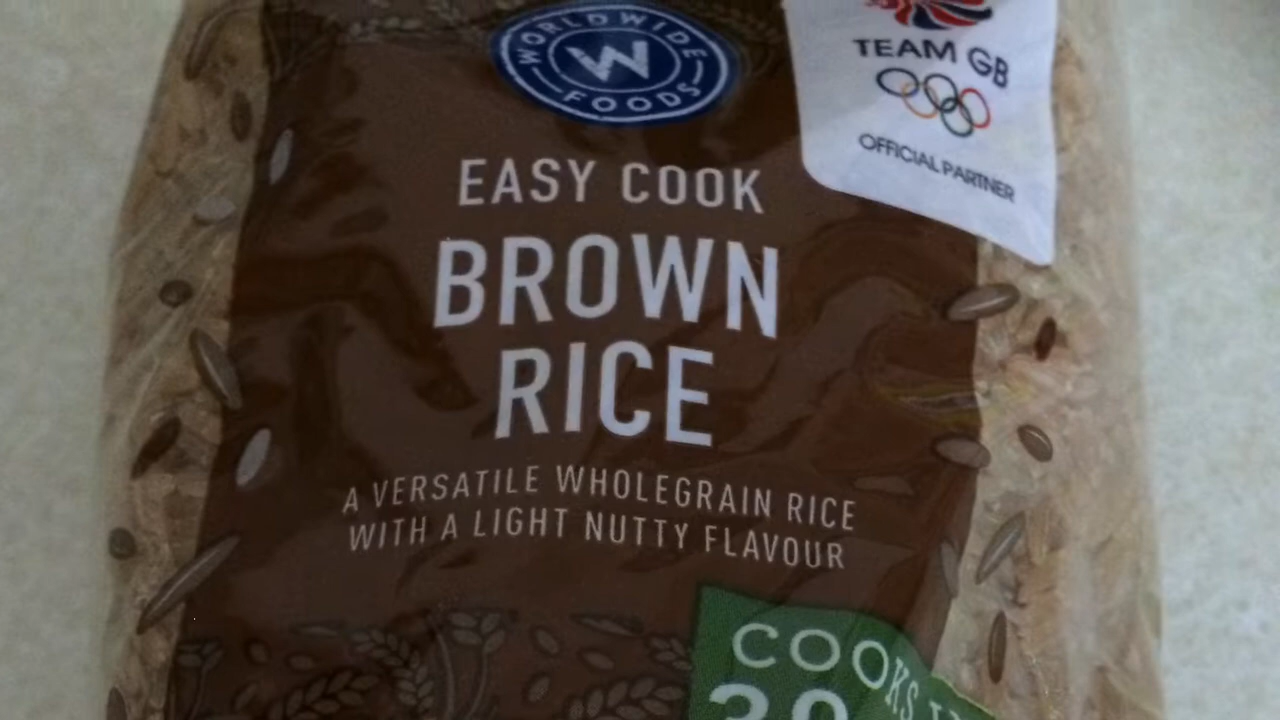 WORLDWIDE
W
FOODS
TEAM GB
OFFICIAL PARTNER
EASY COOK
BROWN
RICE
A VERSATILE WHOLEGRAIN RICE
WITH A LIGHT NUTTY FLAVOUR
COOKS